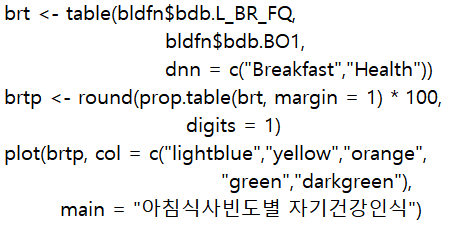 brt <- table(bldfn$bdb.L_BR_FQ,
bldfn$bdb.BO1,
dnn = c("Breakfast","Health"))
brtp <- round(prop.table(brt, margin = 1) * 100,
digits = 1)
plot(brtp, col = c("lightblue","yellow","orange",
"green","darkgreen"),
main = "아침식사빈도별 자기건강인식")